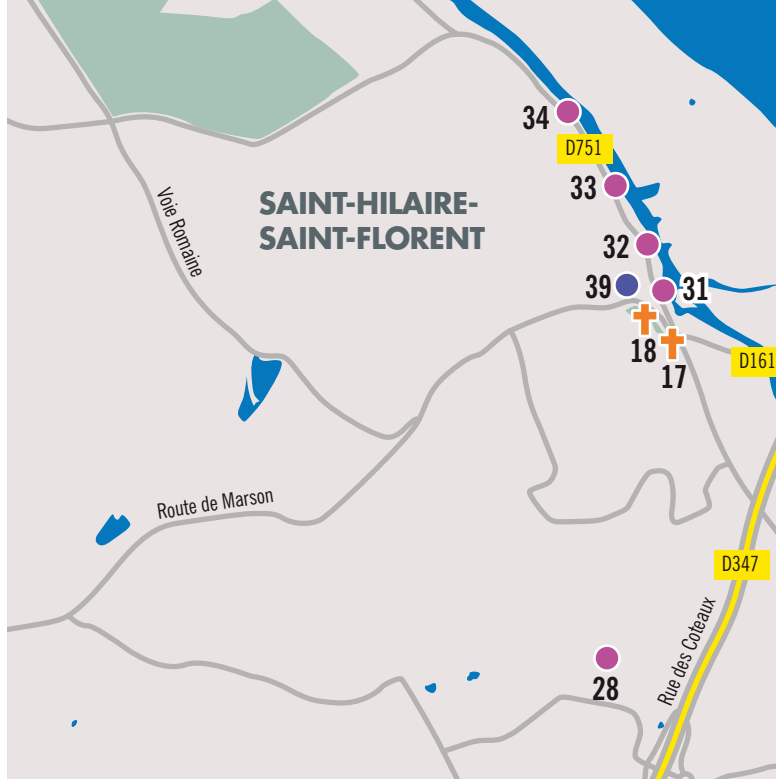 34
D751
33
Voie Romaine
SAINT-HILAIRE-
SAINT-FLORENT
32
39
31
18
17
D161
Route de Marson
D347
Rue des Coteaux
28